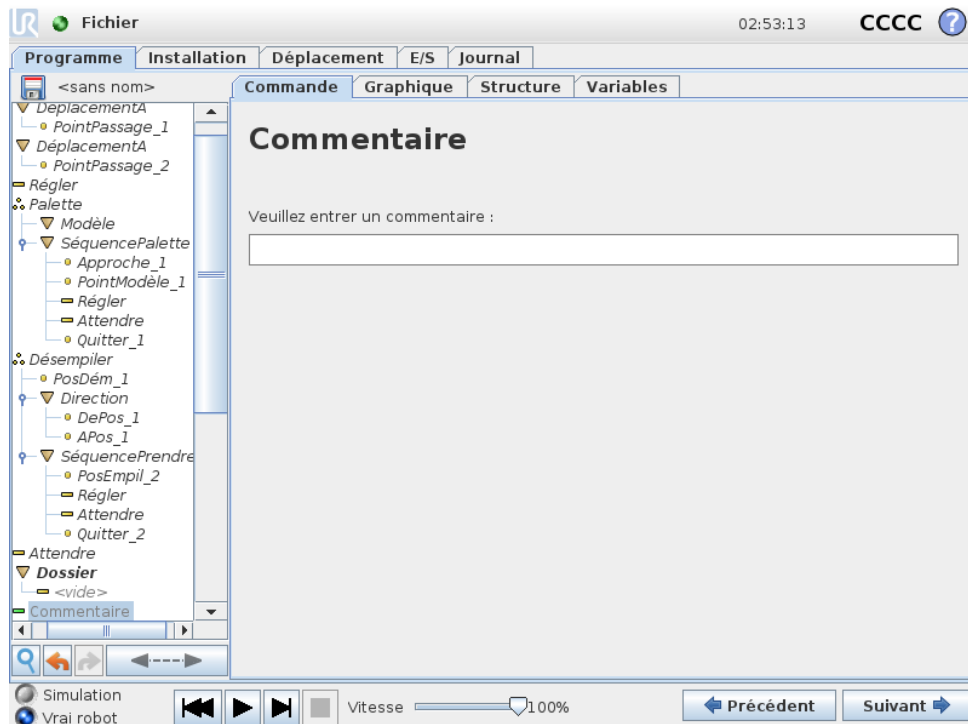 UR Fichier 02:53:13 CCCC ?
Programme Installation Déplacement E/S Journal
<sans nom> Commande Graphique Structure Variables
DéplacementA
PointPassage_1
DéplacementA
PointPassage_2
Régler
Palette
Modèle
SéquencePalette
Approche_1
PointModèle_1
Régler
Attendre
Quitter_1
Désempiler
PosDém_1
Direction
DePos_1
APos_1
SéquencePrendre
PosEmpil_2
Régler
Attendre
Quitter_2
Attendre
Dossier
<vide>
Commentaire
Commentaire
Veuillez entrer un commentaire :
Simulation
Vrai robot
Vitesse 100%
Précédent Suivant